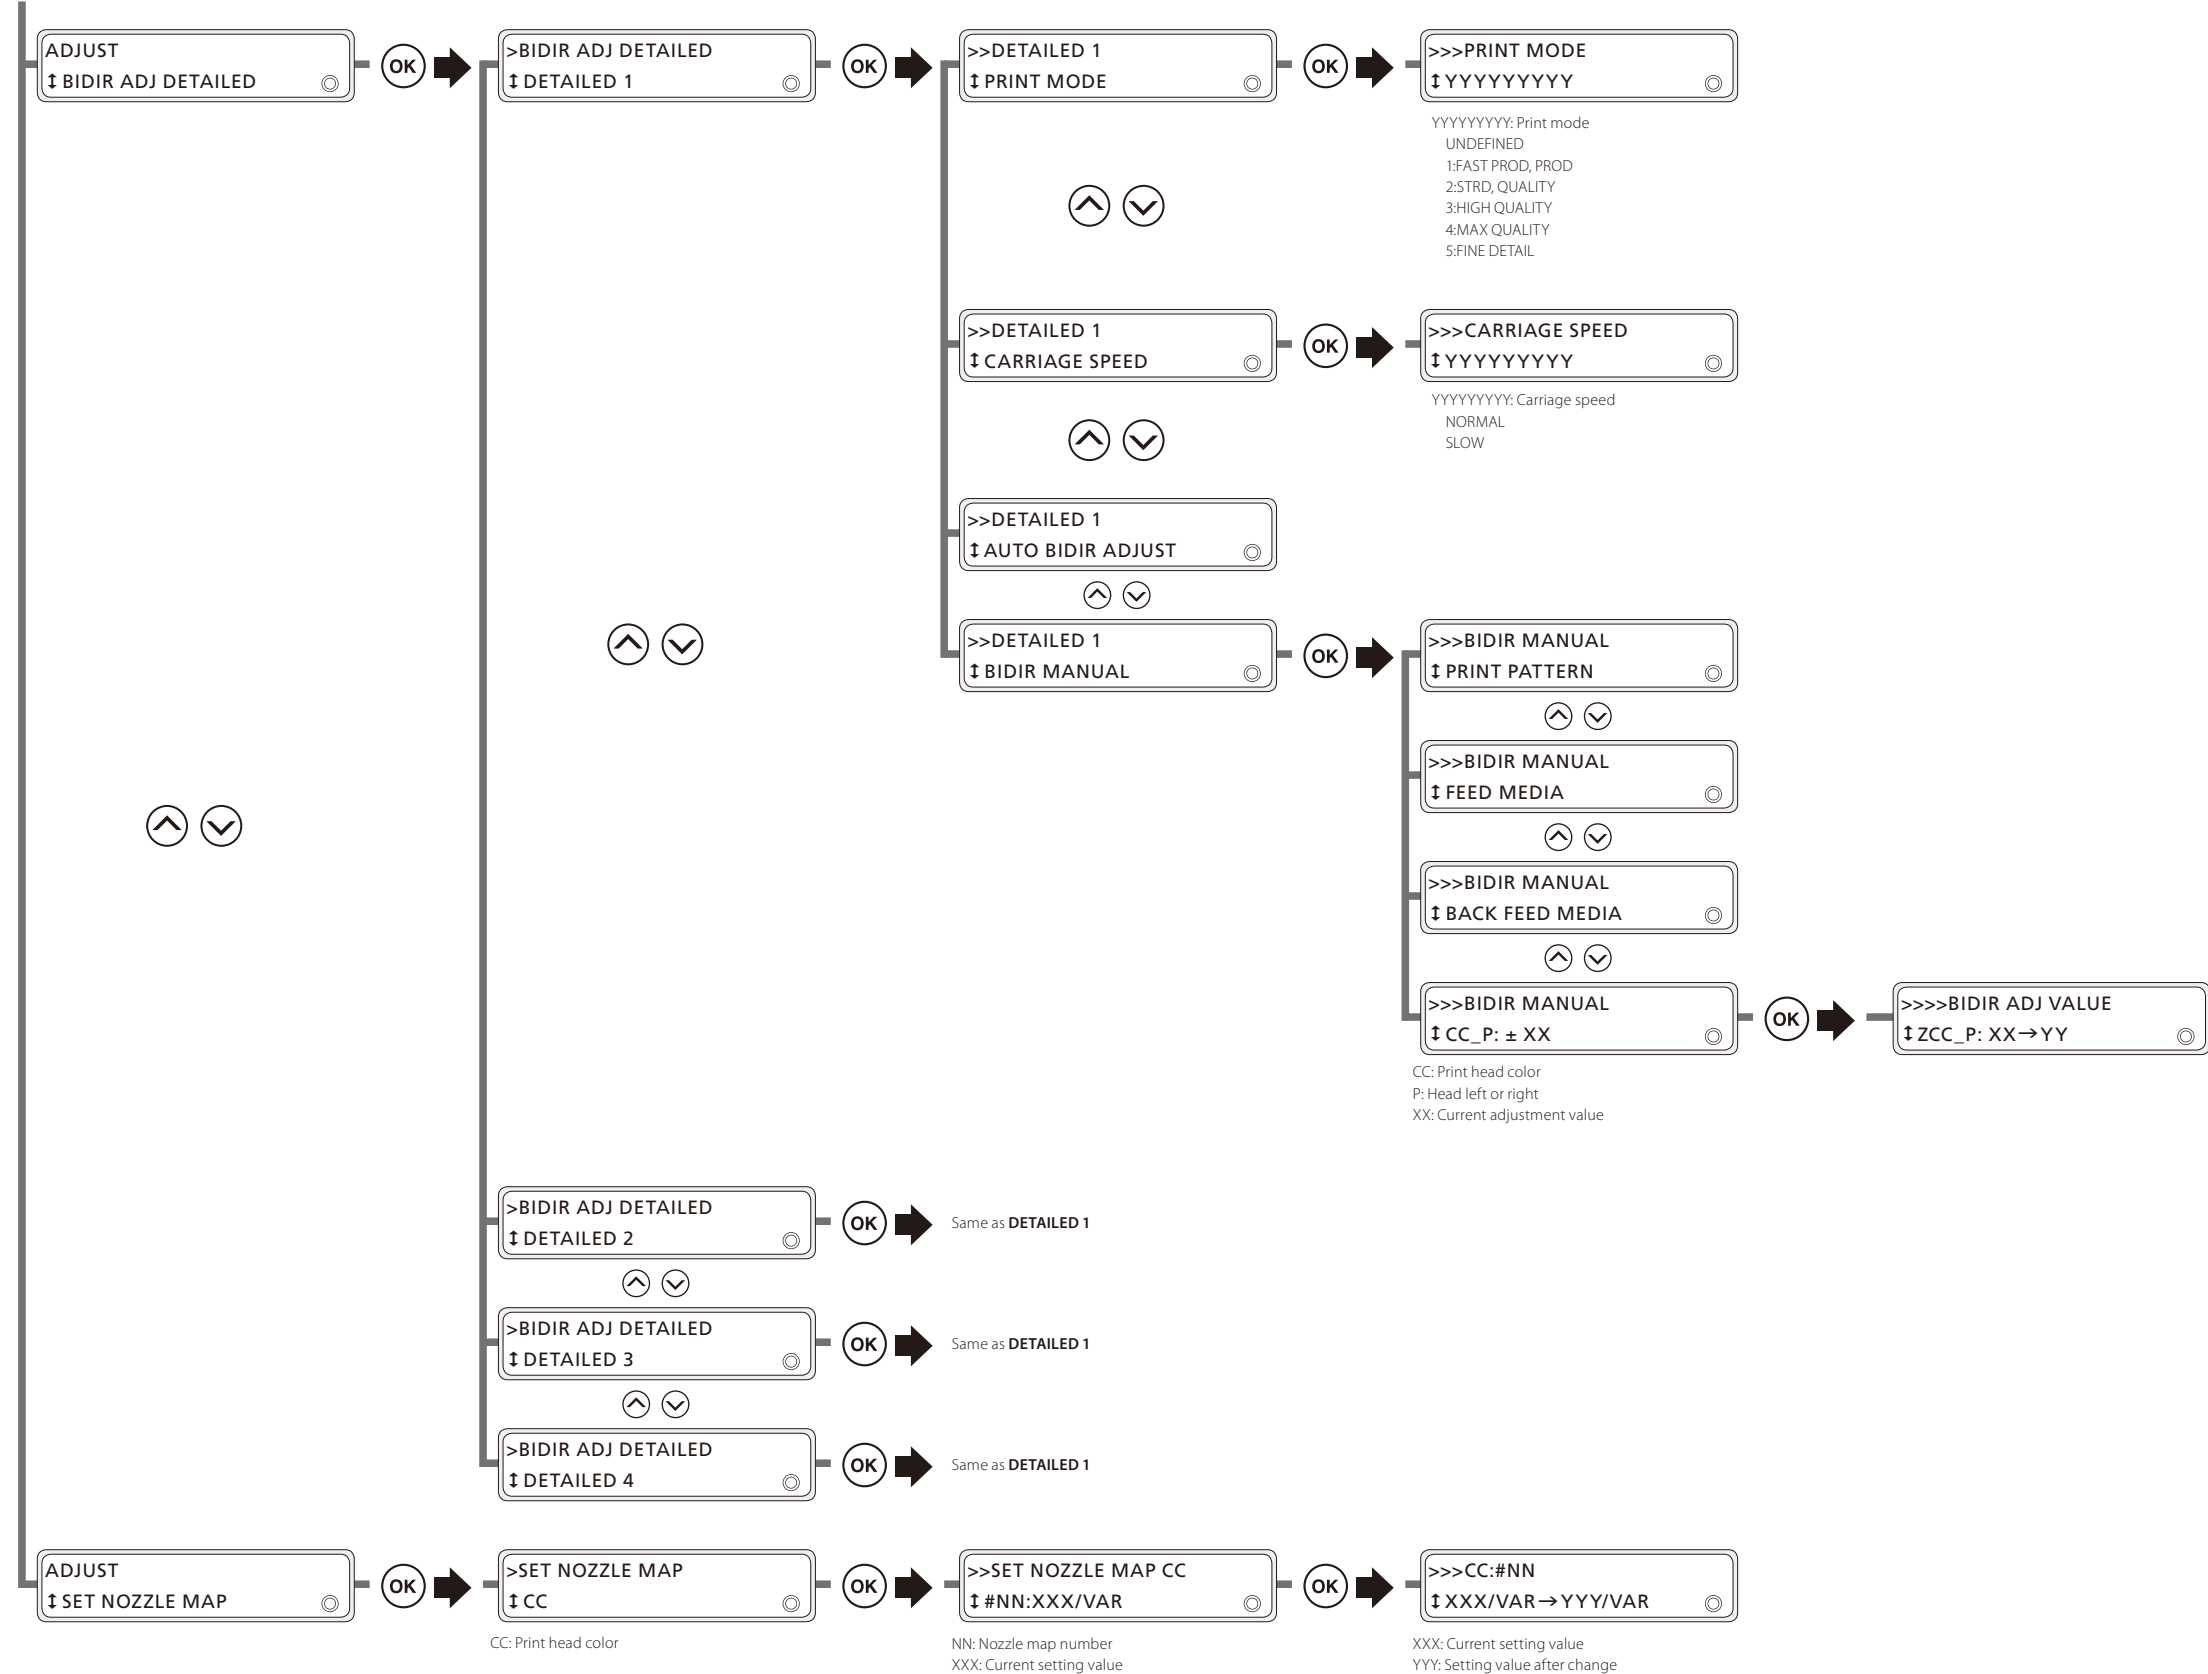 ADJUST
↕ BIDIR ADJ DETAILED
OK
>BIDIR ADJ DETAILED
↕ DETAILED 1
OK
>>DETAILED 1
↕ PRINT MODE
OK
>>>PRINT MODE
↕ YYYYYYYYY
YYYYYYYYY: Print mode
UNDEFINED
1:FAST PROD, PROD
2:STRD, QUALITY
3:HIGH QUALITY
4:MAX QUALITY
5:FINE DETAIL
>>DETAILED 1
↕ CARRIAGE SPEED
OK
>>>CARRIAGE SPEED
↕ YYYYYYYYY
YYYYYYYYY: Carriage speed
NORMAL
SLOW
>>DETAILED 1
↕ AUTO BIDIR ADJUST
>>DETAILED 1
↕ BIDIR MANUAL
OK
>>>BIDIR MANUAL
↕ PRINT PATTERN
>>>BIDIR MANUAL
↕ FEED MEDIA
>>>BIDIR MANUAL
↕ BACK FEED MEDIA
>>>BIDIR MANUAL
↕ CC_P: ± XX
OK
>>>>BIDIR ADJ VALUE
↕ ZCC_P: XX→YY
CC: Print head color
P: Head left or right
XX: Current adjustment value
>BIDIR ADJ DETAILED
↕ DETAILED 2
OK
Same as DETAILED 1
>BIDIR ADJ DETAILED
↕ DETAILED 3
OK
Same as DETAILED 1
>BIDIR ADJ DETAILED
↕ DETAILED 4
OK
Same as DETAILED 1
ADJUST
↕ SET NOZZLE MAP
OK
>SET NOZZLE MAP
↕ CC
CC: Print head color
OK
>>SET NOZZLE MAP CC
↕ #NN:XXX/VAR
NN: Nozzle map number
XXX: Current setting value
OK
>>>CC:#NN
↕ XXX/VAR→YYY/VAR
XXX: Current setting value
YYY: Setting value after change